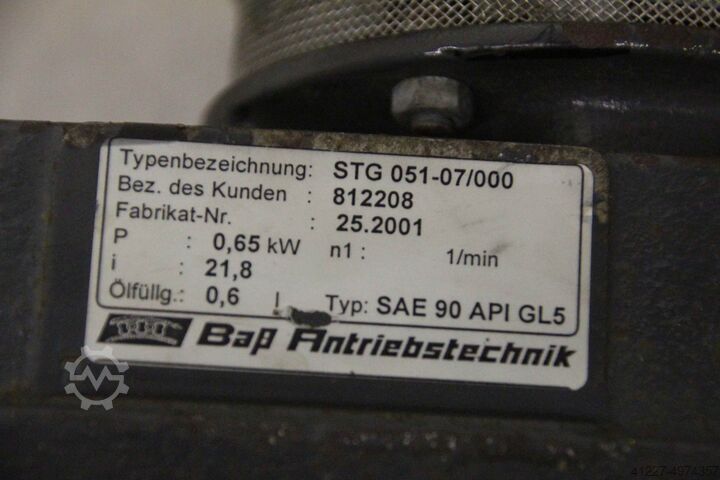 Typenbezeichnung: STG 051-07/000
Bez. des Kunden : 812208
Fabrikat-Nr. : 25.2001
P : 0,65 kW n1 : 1/min
i : 21,8
Ölfüllg.: 0,6 l Typ: SAE 90 API GL5
Baß Antriebstechnik
41227-4974357